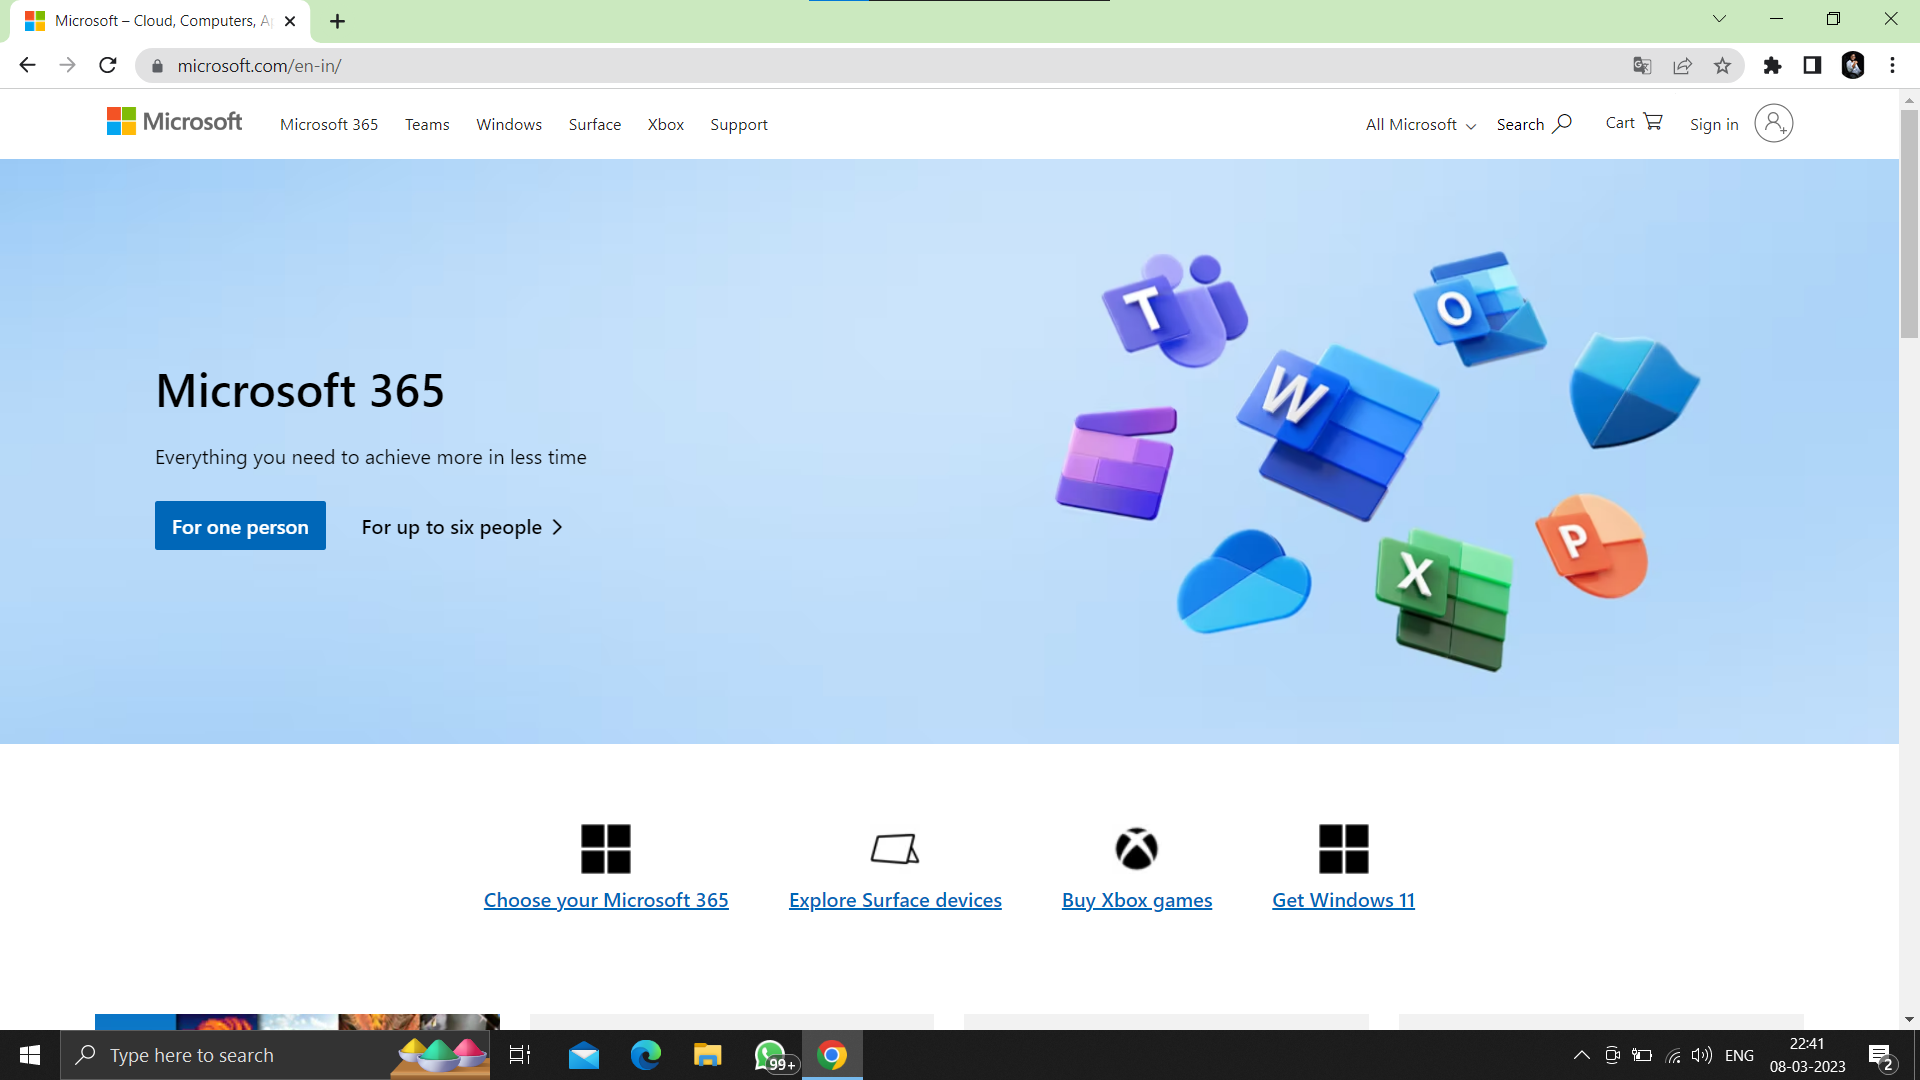 Microsoft – Cloud, Computers, Ap
microsoft.com/en-in/
Microsoft
Microsoft 365
Teams
Windows
Surface
Xbox
Support
All Microsoft
Search
Cart
Sign in
T
O
W
X
P
Microsoft 365
Everything you need to achieve more in less time
For one person
For up to six people
Choose your Microsoft 365
Explore Surface devices
Buy Xbox games
Get Windows 11
Type here to search
99+
ENG
22:41
08-03-2023
2